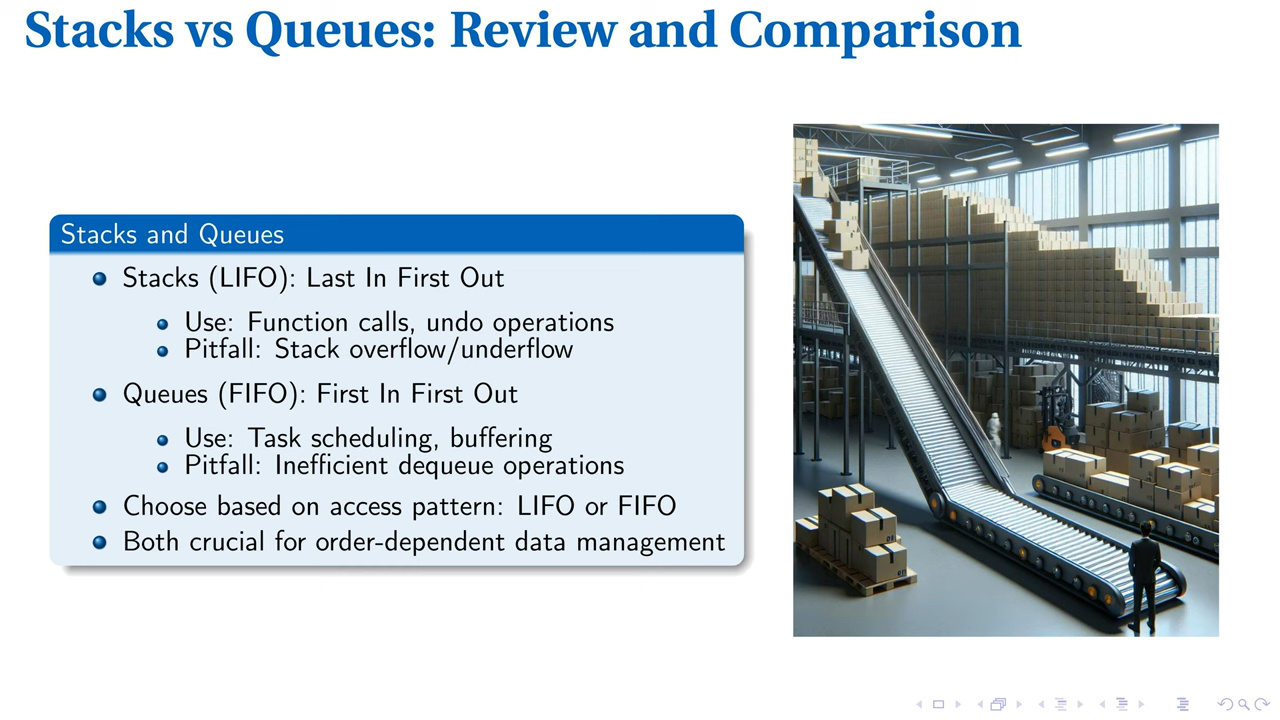 Stacks vs Queues: Review and Comparison
Stacks and Queues
Stacks (LIFO): Last In First Out
Use: Function calls, undo operations
Pitfall: Stack overflow/underflow
Queues (FIFO): First In First Out
Use: Task scheduling, buffering
Pitfall: Inefficient dequeue operations
Choose based on access pattern: LIFO or FIFO
Both crucial for order-dependent data management